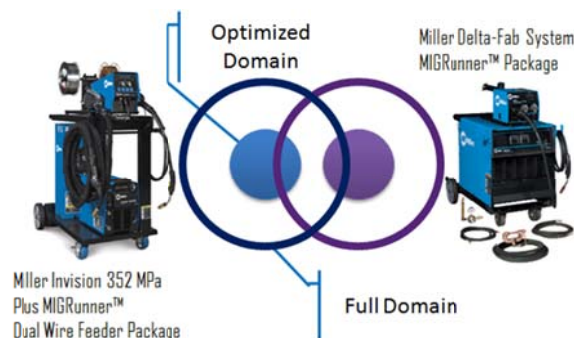 Optimized
Domain
Miller Delta-Fab System
MIGRunner™ Package
Miller Invision 352 MPa
Plus MIGRunner™
Dual Wire Feeder Package
Full Domain